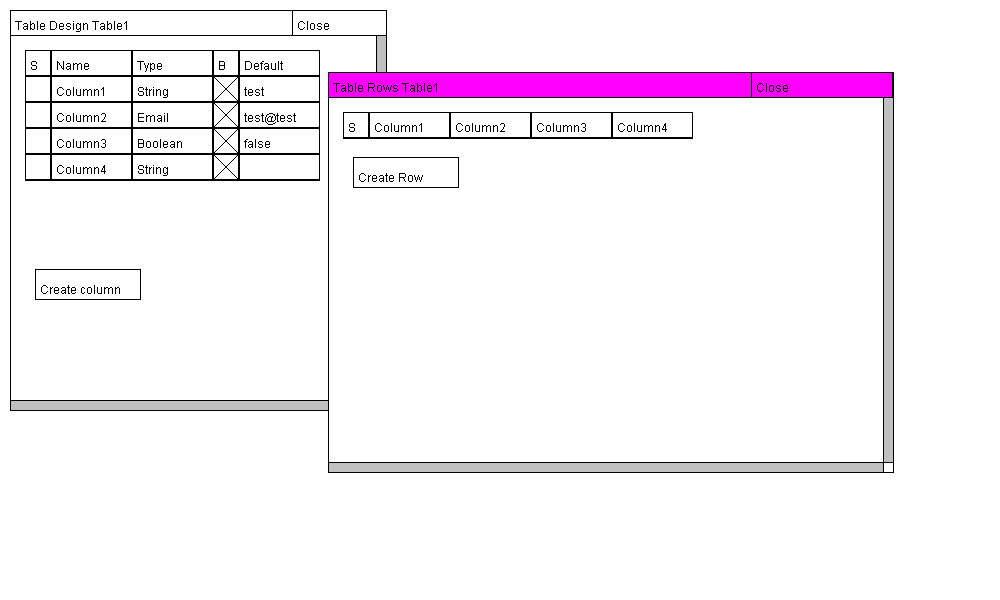 Table Design Table1 Close
S Name Type B Default
Column1 String test
Column2 Email test@test
Column3 Boolean false
Column4 String
Create column
Table Rows Table1 Close
S Column1 Column2 Column3 Column4
Create Row